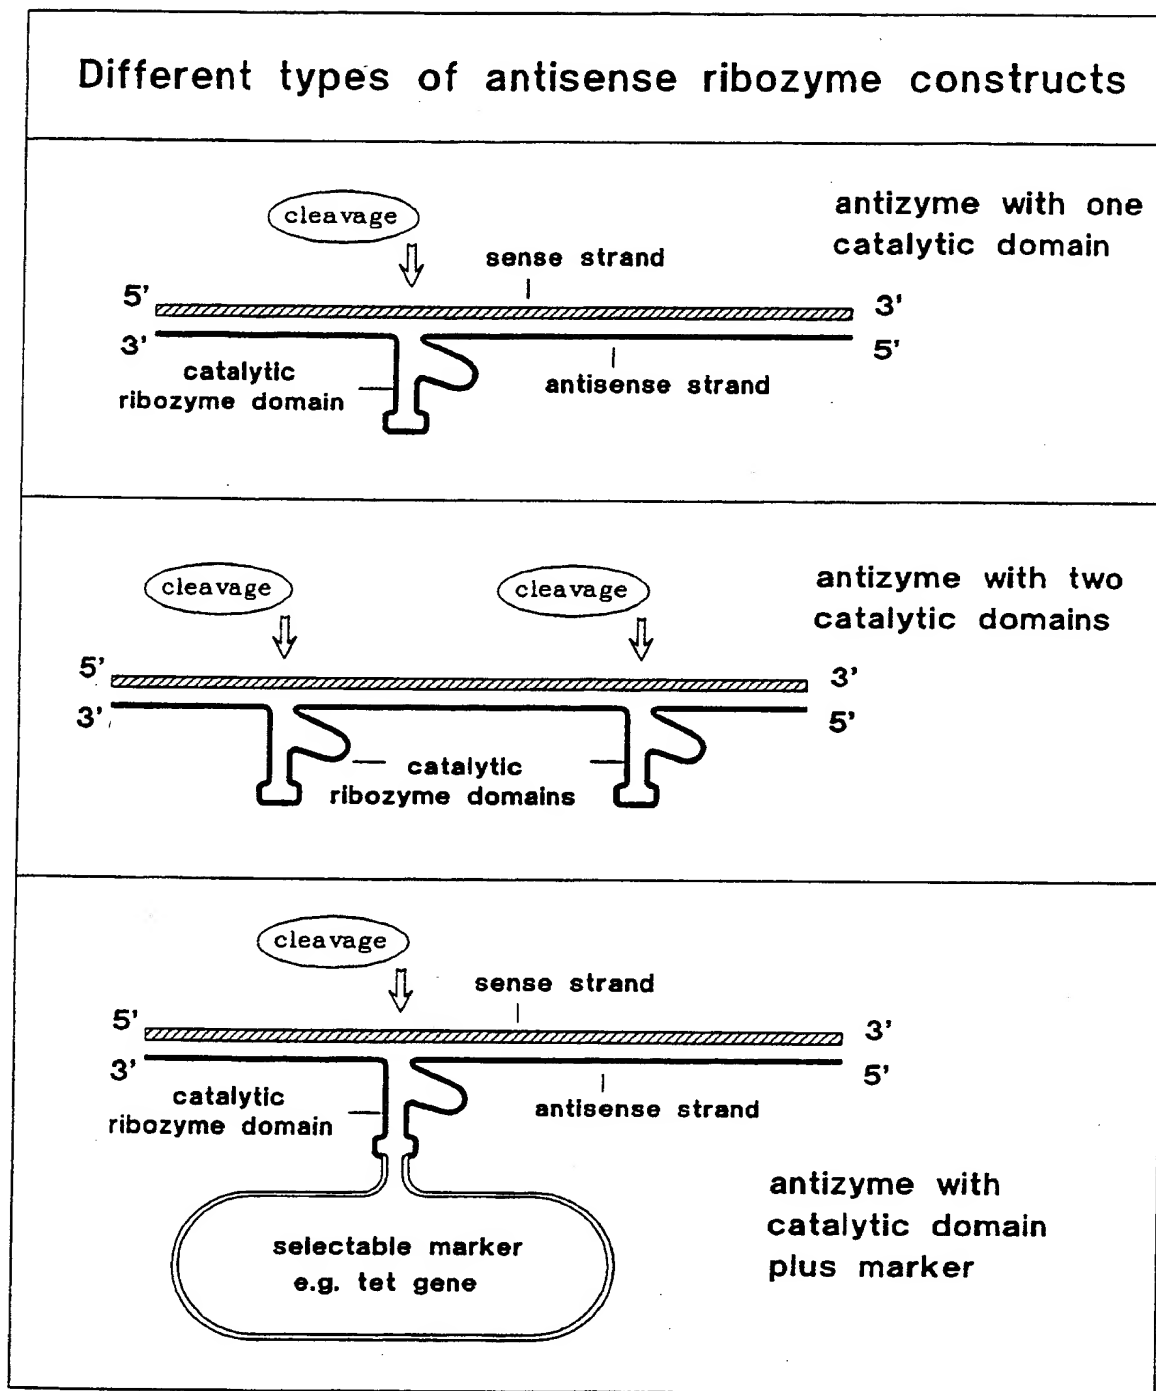 Different types of antisense ribozyme constructs
cleavage
antizyme with one
catalytic domain
sense strand
5'
3'
3'
5'
catalytic
ribozyme domain
antisense strand
cleavage
cleavage
antizyme with two
catalytic domains
5'
3'
3'
5'
catalytic
ribozyme domains
cleavage
sense strand
5'
3'
3'
5'
catalytic
ribozyme domain
antisense strand
antizyme with
catalytic domain
plus marker
selectable marker
e.g. tet gene